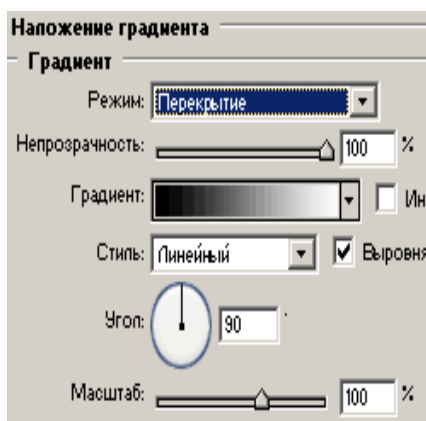 Наложение градиента
Градиент
Режим: Перекрытие
Непрозрачность: 100 %
Градиент: Ин
Стиль: Линейный Выровня
Угол: 90 °
Масштаб: 100 %